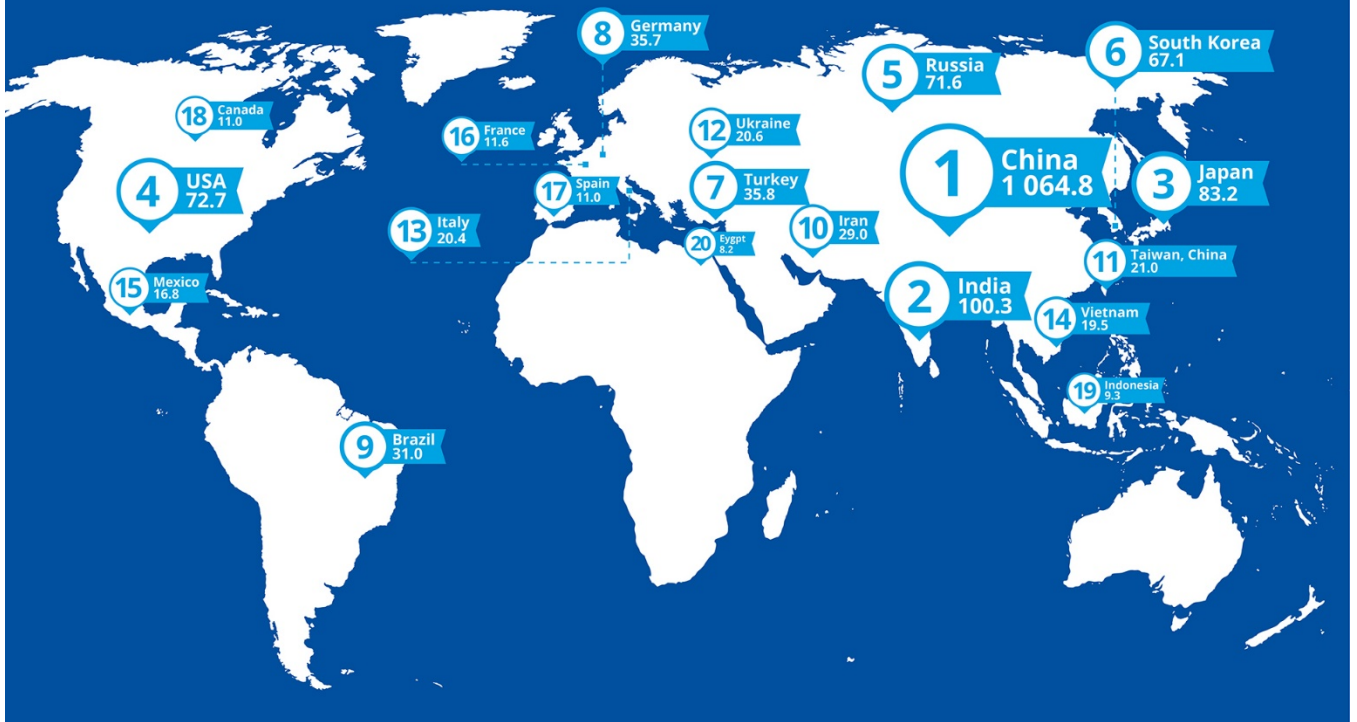 8
Germany
35.7
6
South Korea
67.1
5
Russia
71.6
18
Canada
11.0
16
France
11.6
12
Ukraine
20.6
1
China
1 064.8
4
USA
72.7
17
Spain
11.0
7
Turkey
35.8
3
Japan
83.2
13
Italy
20.4
10
Iran
29.0
20
Eygpt
8.2
11
Taiwan, China
21.0
15
Mexico
16.8
2
India
100.3
14
Vietnam
19.5
19
Indonesia
9.3
9
Brazil
31.0